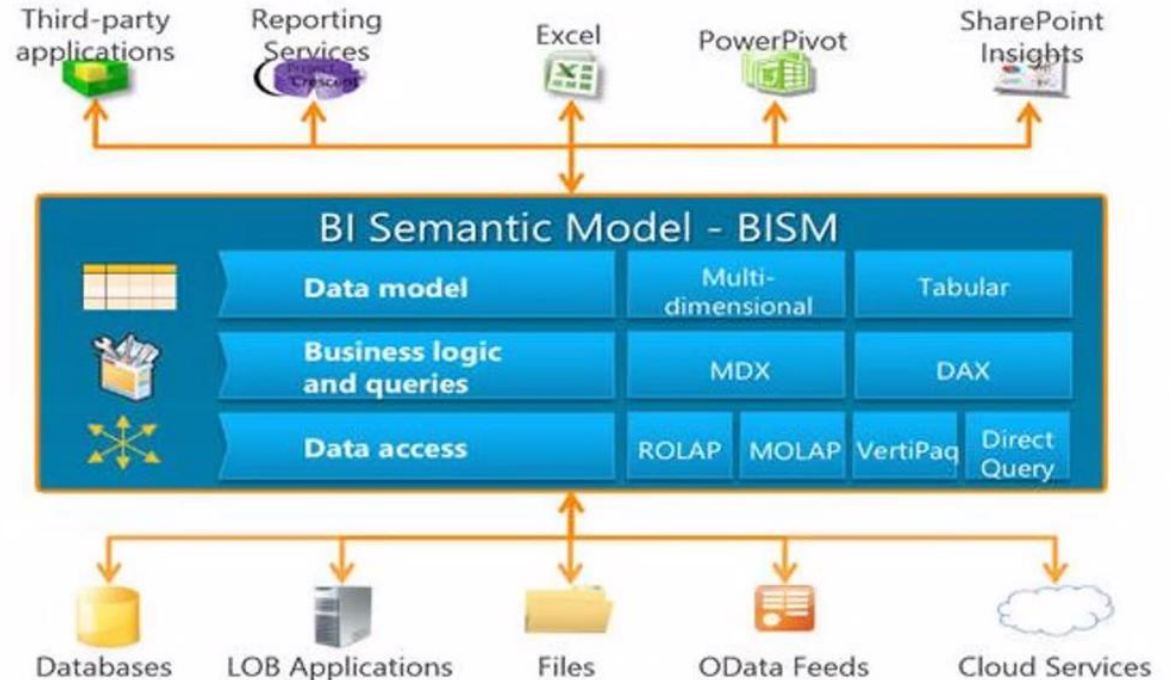 Third-party
applications
Reporting
Services
Project
Crescent
Excel
PowerPivot
SharePoint
Insights
BI Semantic Model - BISM
Data model
Multi-
dimensional
Tabular
Business logic
and queries
MDX
DAX
Data access
ROLAP
MOLAP
VertiPaq
Direct
Query
Databases
LOB Applications
Files
OData Feeds
Cloud Services